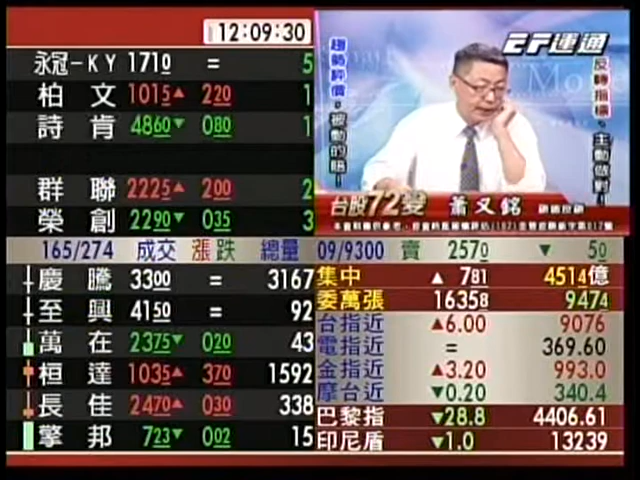 12:09:30
永冠-KY 1710 = 5
柏文 1015▲ 220 1
詩肯 4860▼ 080 1
群聯 2225▲ 200 2
榮創 2290▼ 035 3
165/274 成交 漲跌 總量
慶騰 3300 = 3167
至興 4150 = 92
萬在 2375▼ 020 43
桓達 1035▲ 370 1592
長佳 2470▲ 030 338
擎邦 723▼ 002 15
EF運通
趨勢評價,被動的賠!
反轉指標,主動做對!
台股72變 蕭又銘
09/9300 賣 2570 ▼ 50
集中 ▲ 781 4514億
委萬張 16358 9474
台指近 ▲6.00 9076
電指近 = 369.60
金指近 ▲3.20 993.0
摩台近 ▼0.20 340.4
巴黎指 ▼28.8 4406.61
印尼盾 ▼1.0 13239